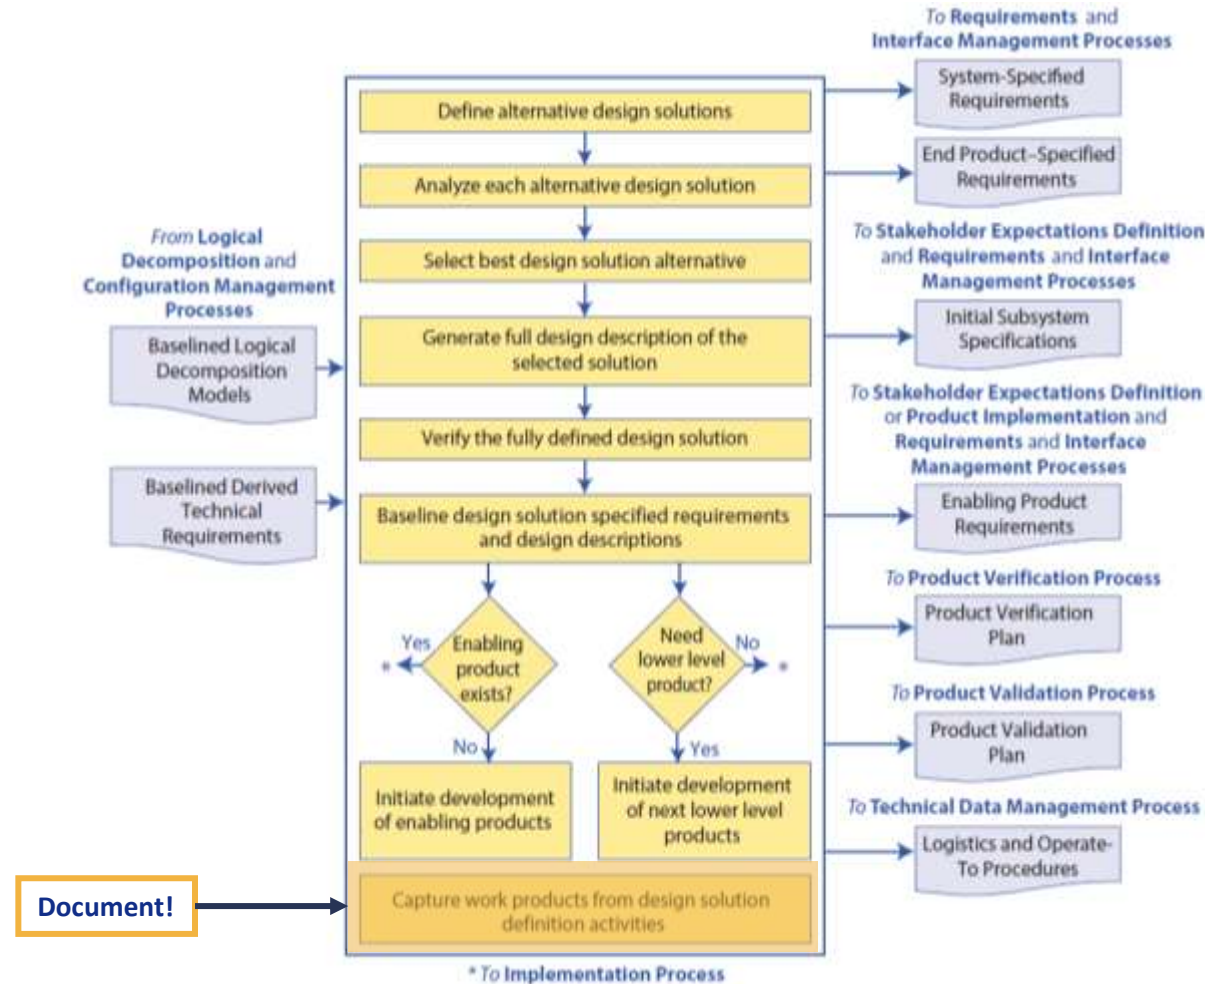 To Requirements and
Interface Management Processes
System-Specified
Requirements
End Product–Specified
Requirements
To Stakeholder Expectations Definition
and Requirements and Interface
Management Processes
Initial Subsystem
Specifications
To Stakeholder Expectations Definition
or Product Implementation and
Requirements and Interface
Management Processes
Enabling Product
Requirements
To Product Verification Process
Product Verification
Plan
To Product Validation Process
Product Validation
Plan
To Technical Data Management Process
Logistics and Operate-
To Procedures
From Logical
Decomposition and
Configuration Management
Processes
Baselined Logical
Decomposition
Models
Baselined Derived
Technical
Requirements
Define alternative design solutions
Analyze each alternative design solution
Select best design solution alternative
Generate full design description of the
selected solution
Verify the fully defined design solution
Baseline design solution specified requirements
and design descriptions
Yes
*
Enabling
product
exists?
No
Need
lower level
product?
No
*
Yes
Initiate development
of enabling products
Initiate development
of next lower level
products
Document!
Capture work products from design solution
definition activities
* To Implementation Process